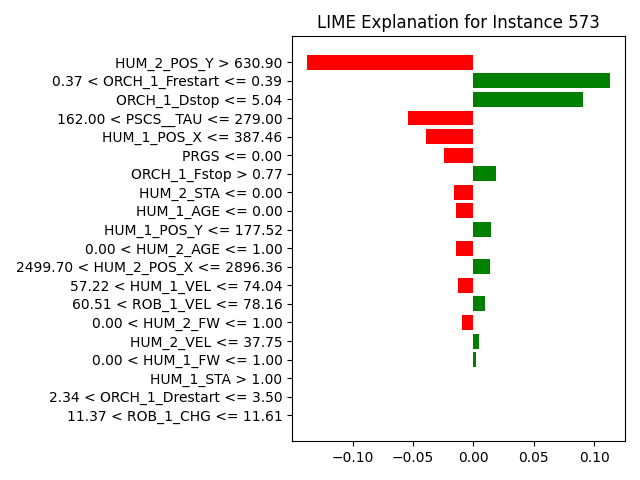 LIME Explanation for Instance 573
HUM_2_POS_Y > 630.90
0.37 < ORCH_1_Frestart <= 0.39
ORCH_1_Dstop <= 5.04
162.00 < PSCS__TAU <= 279.00
HUM_1_POS_X <= 387.46
PRGS <= 0.00
ORCH_1_Fstop > 0.77
HUM_2_STA <= 0.00
HUM_1_AGE <= 0.00
HUM_1_POS_Y <= 177.52
0.00 < HUM_2_AGE <= 1.00
2499.70 < HUM_2_POS_X <= 2896.36
57.22 < HUM_1_VEL <= 74.04
60.51 < ROB_1_VEL <= 78.16
0.00 < HUM_2_FW <= 1.00
HUM_2_VEL <= 37.75
0.00 < HUM_1_FW <= 1.00
HUM_1_STA > 1.00
2.34 < ORCH_1_Drestart <= 3.50
11.37 < ROB_1_CHG <= 11.61
−0.10 −0.05 0.00 0.05 0.10